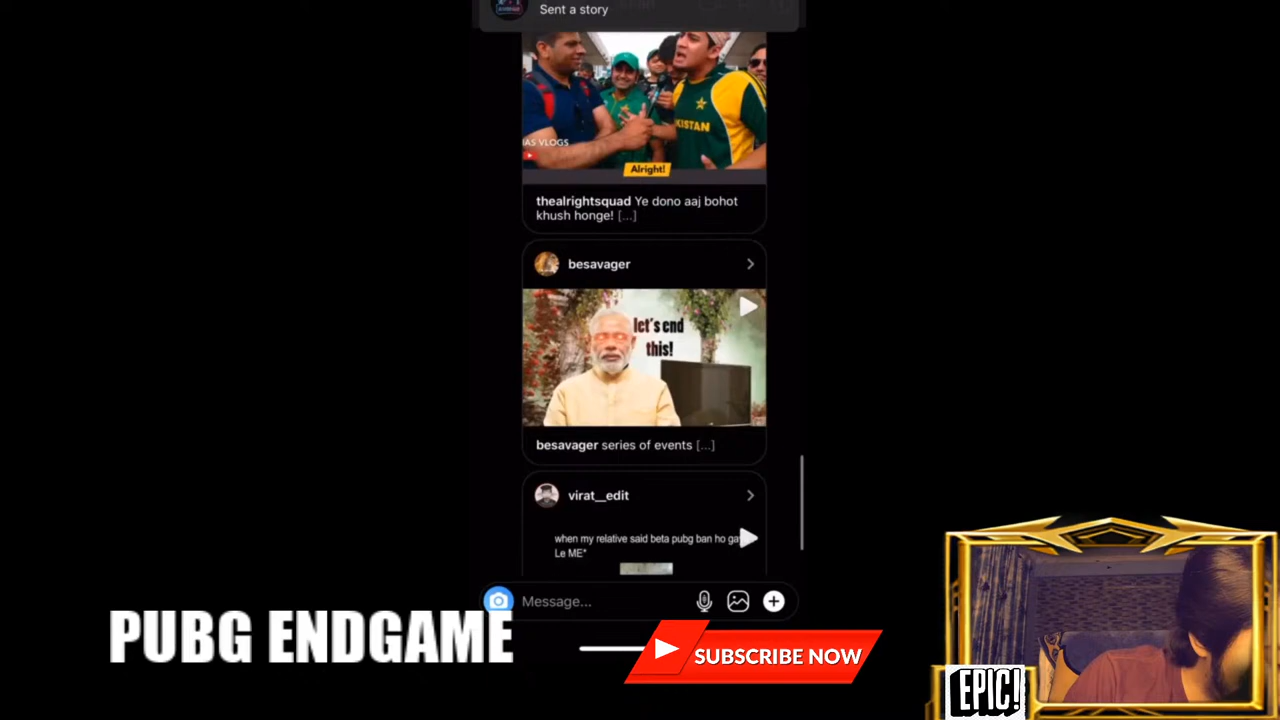 Sent a story
KISTAN
IAS VLOGS
Alright!
thealrightsquad Ye dono aaj bohot
khush honge! [...]
besavager
let's end
this!
besavager series of events [...]
virat__edit
when my relative said beta pubg ban ho ga
Le ME*
Message...
PUBG ENDGAME
SUBSCRIBE NOW
EPIC!